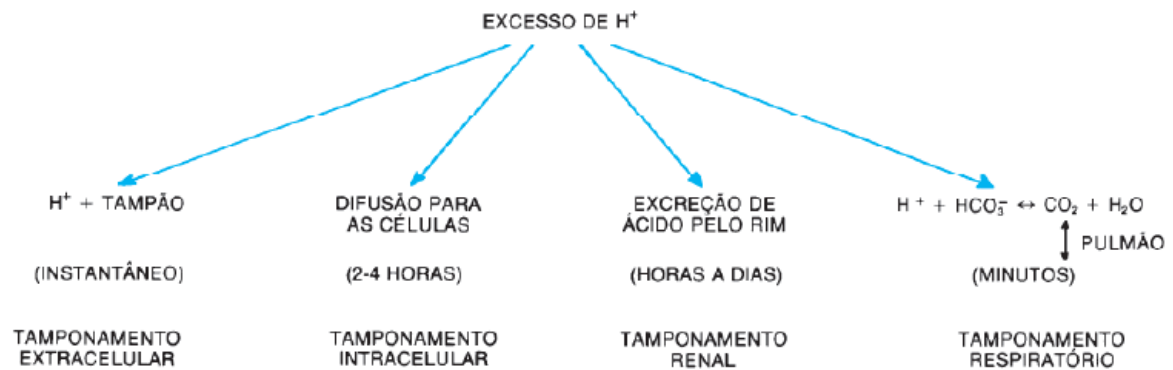 EXCESSO DE H⁺
H⁺ + TAMPÃO
(INSTANTÂNEO)
TAMPONAMENTO
EXTRACELULAR
DIFUSÃO PARA
AS CÉLULAS
(2-4 HORAS)
TAMPONAMENTO
INTRACELULAR
EXCREÇÃO DE
ÁCIDO PELO RIM
(HORAS A DIAS)
TAMPONAMENTO
RENAL
H⁺ + HCO₃⁻ ↔ CO₂ + H₂O
PULMÃO
(MINUTOS)
TAMPONAMENTO
RESPIRATÓRIO